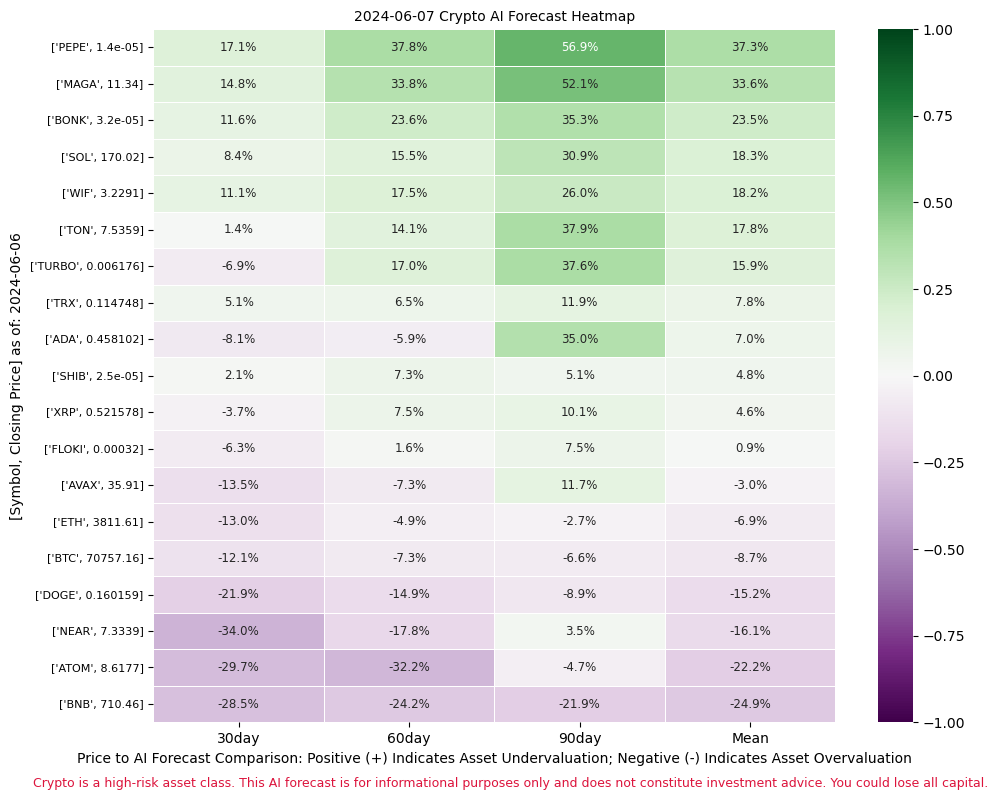 2024-06-07 Crypto AI Forecast Heatmap
[Symbol, Closing Price] as of: 2024-06-06
['PEPE', 1.4e-05] 17.1% 37.8% 56.9% 37.3%
['MAGA', 11.34] 14.8% 33.8% 52.1% 33.6%
['BONK', 3.2e-05] 11.6% 23.6% 35.3% 23.5%
['SOL', 170.02] 8.4% 15.5% 30.9% 18.3%
['WIF', 3.2291] 11.1% 17.5% 26.0% 18.2%
['TON', 7.5359] 1.4% 14.1% 37.9% 17.8%
['TURBO', 0.006176] -6.9% 17.0% 37.6% 15.9%
['TRX', 0.114748] 5.1% 6.5% 11.9% 7.8%
['ADA', 0.458102] -8.1% -5.9% 35.0% 7.0%
['SHIB', 2.5e-05] 2.1% 7.3% 5.1% 4.8%
['XRP', 0.521578] -3.7% 7.5% 10.1% 4.6%
['FLOKI', 0.00032] -6.3% 1.6% 7.5% 0.9%
['AVAX', 35.91] -13.5% -7.3% 11.7% -3.0%
['ETH', 3811.61] -13.0% -4.9% -2.7% -6.9%
['BTC', 70757.16] -12.1% -7.3% -6.6% -8.7%
['DOGE', 0.160159] -21.9% -14.9% -8.9% -15.2%
['NEAR', 7.3339] -34.0% -17.8% 3.5% -16.1%
['ATOM', 8.6177] -29.7% -32.2% -4.7% -22.2%
['BNB', 710.46] -28.5% -24.2% -21.9% -24.9%
30day 60day 90day Mean
1.00
0.75
0.50
0.25
0.00
−0.25
−0.50
−0.75
−1.00
Price to AI Forecast Comparison: Positive (+) Indicates Asset Undervaluation; Negative (-) Indicates Asset Overvaluation
Crypto is a high-risk asset class. This AI forecast is for informational purposes only and does not constitute investment advice. You could lose all capital.